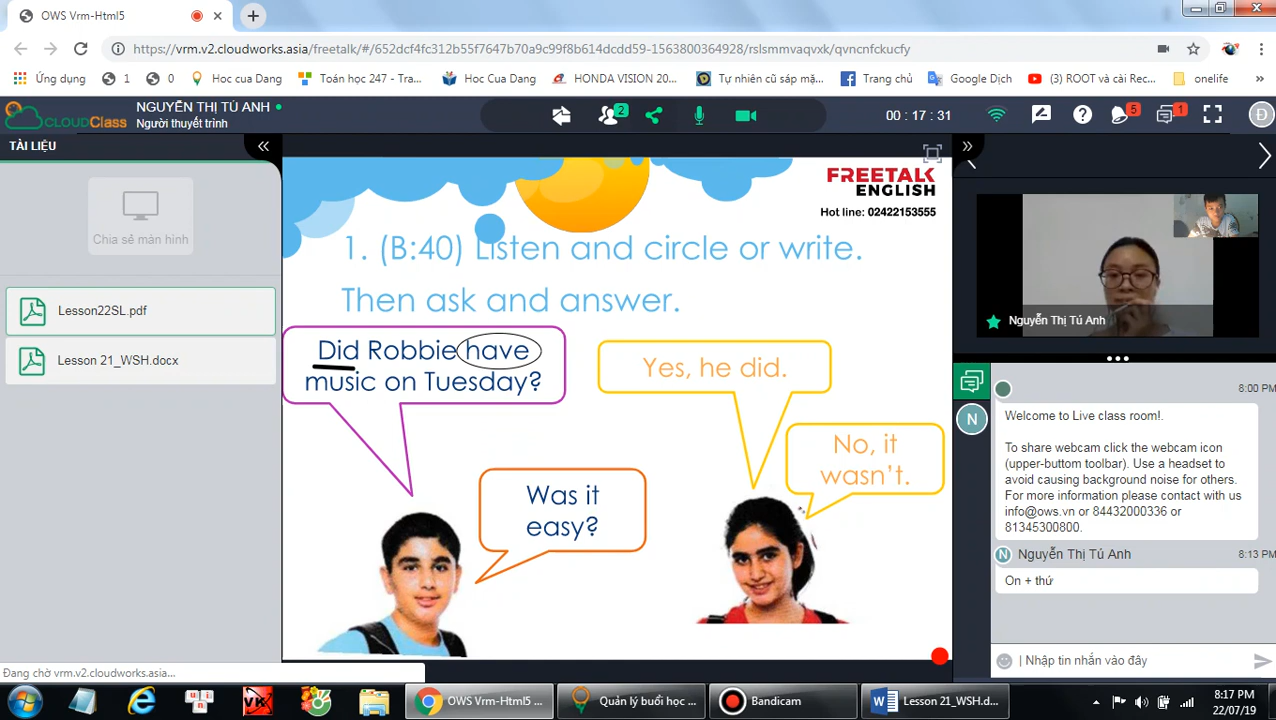 OWS Vrm-Html5
https://vrm.v2.cloudworks.asia/freetalk/#/652dcf4fc312b55f7647b70a9c99f8b614dcdd59-1563800364928/rslsmmvaqvxk/qvncnfckucfy
Ứng dụng
1
0
Hoc cua Dang
Toán học 247 - Tra...
Hoc Cua Dang
HONDA VISION 20...
Tự nhiên cũ sáp mặ...
Trang chủ
Google Dịch
(3) ROOT và cài Rec...
onelife
»
CLOUDClass
NGUYỄN THỊ TÚ ANH
Người thuyết trình
2
00 : 17 : 31
5
1
Đ
TÀI LIỆU
Chia sẻ màn hình
Lesson22SL.pdf
Lesson 21_WSH.docx
FREETALK
ENGLISH
Hot line: 02422153555
1. (B:40) Listen and circle or write.
Then ask and answer.
Did Robbie have
music on Tuesday?
Yes, he did.
No, it
wasn't.
Was it
easy?
Nguyễn Thị Tú Anh
8:00 PM
Welcome to Live class room!.
To share webcam click the webcam icon
(upper-buttom toolbar). Use a headset to
avoid causing background noise for others.
For more information please contact with us
info@ows.vn or 84432000336 or
81345300800.
N
N
Nguyễn Thị Tú Anh
8:13 PM
On + thứ
Nhập tin nhắn vào đây
Đang chờ vrm.v2.cloudworks.asia...
OWS Vrm-Html5 ...
Quản lý buổi học ...
Bandicam
Lesson 21_WSH.d...
8:17 PM
22/07/19